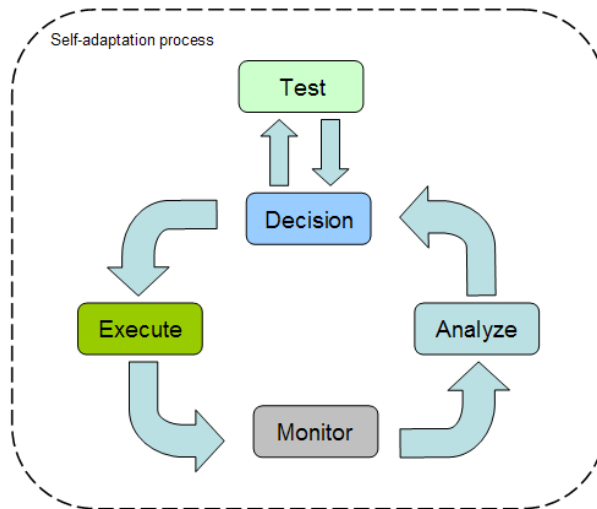 Self-adaptation process
Test
Decision
Execute
Analyze
Monitor